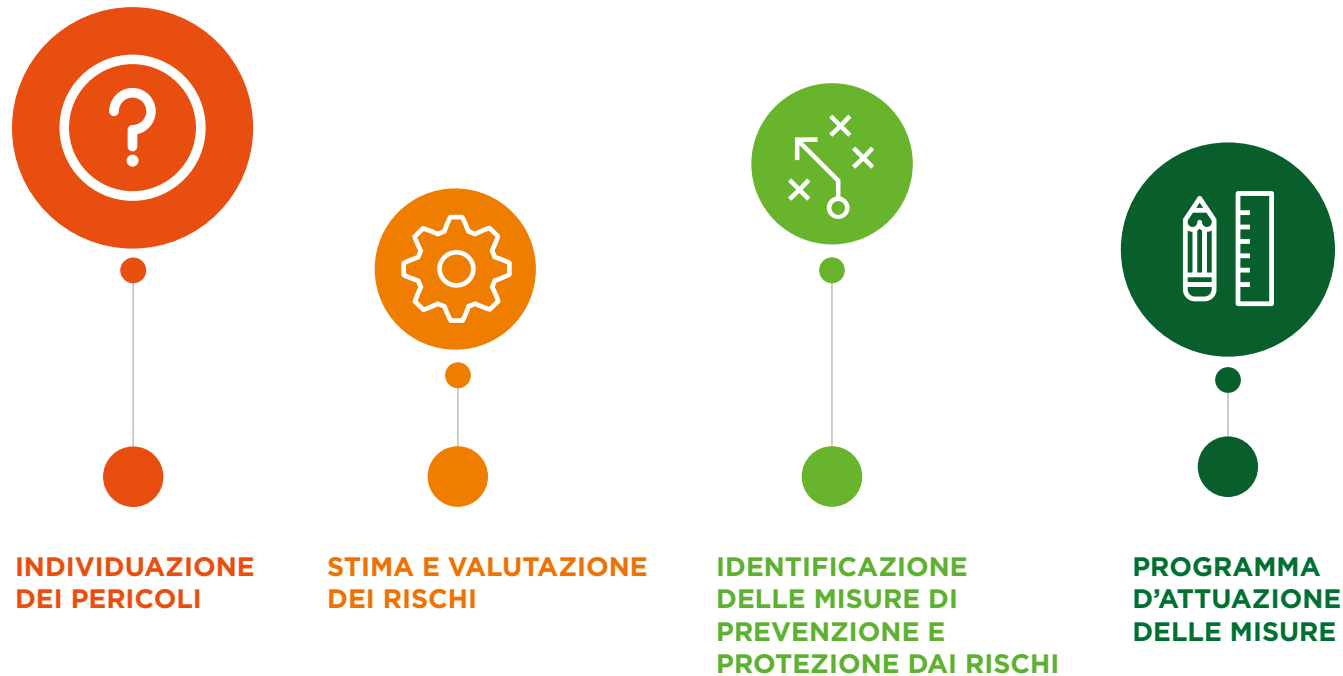 INDIVIDUAZIONE
DEI PERICOLI
STIMA E VALUTAZIONE
DEI RISCHI
IDENTIFICAZIONE
DELLE MISURE DI
PREVENZIONE E
PROTEZIONE DAI RISCHI
PROGRAMMA
D’ATTUAZIONE
DELLE MISURE